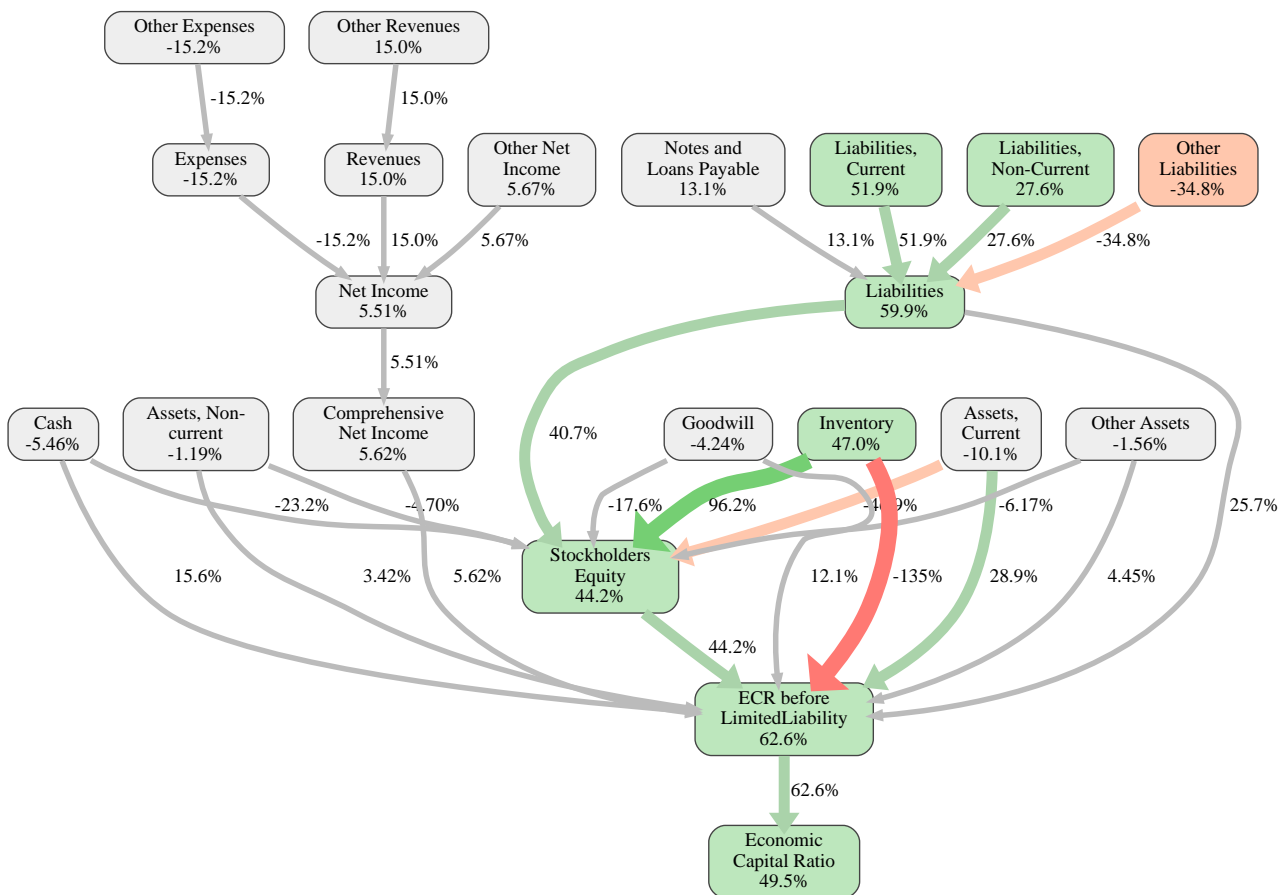 Other Expenses
-15.2%
Other Revenues
15.0%
-15.2%
15.0%
Expenses
-15.2%
Revenues
15.0%
Other Net
Income
5.67%
Notes and
Loans Payable
13.1%
Liabilities,
Current
51.9%
Liabilities,
Non-Current
27.6%
Other
Liabilities
-34.8%
-15.2%
15.0%
5.67%
13.1%
51.9%
27.6%
-34.8%
Net Income
5.51%
Liabilities
59.9%
5.51%
Cash
-5.46%
Assets, Non-
current
-1.19%
Comprehensive
Net Income
5.62%
40.7%
Goodwill
-4.24%
Inventory
47.0%
Assets,
Current
-10.1%
Other Assets
-1.56%
-23.2%
-4.70%
-17.6%
96.2%
-6.17%
25.7%
Stockholders
Equity
44.2%
15.6%
3.42%
5.62%
12.1%
-135%
28.9%
4.45%
44.2%
ECR before
LimitedLiability
62.6%
62.6%
Economic
Capital Ratio
49.5%